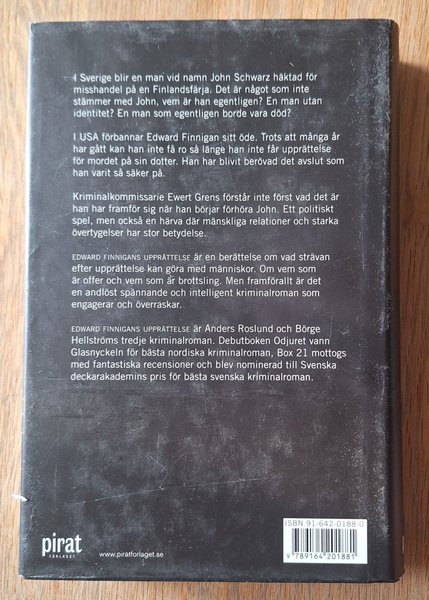 I Sverige blir en man vid namn John Schwarz häktad för
misshandel på en Finlandsfärja. Det är något som inte
stämmer med John, vem är han egentligen? En man utan
identitet? En man som egentligen borde vara död?
I USA förbannar Edward Finnigan sitt öde. Trots att många år
har gått kan han inte få ro så länge han inte får upprättelse
för mordet på sin dotter. Han har blivit berövad det avslut som
han varit så säker på.
Kriminalkommissarie Ewert Grens förstår inte först vad det är
han har framför sig när han börjar förhöra John. Ett politiskt
spel, men också en härva där mänskliga relationer och starka
övertygelser har stor betydelse.
EDWARD FINNIGANS UPPRÄTTELSE är en berättelse om vad strävan
efter upprättelse kan göra med människor. Om vem som
är offer och vem som är brottsling. Men framförallt är det
en andlöst spännande och intelligent kriminalroman som
engagerar och överraskar.
EDWARD FINNIGANS UPPRÄTTELSE är Anders Roslund och Börge
Hellströms tredje kriminalroman. Debutboken Odjuret vann
Glasnyckeln för bästa nordiska kriminalroman, Box 21 mottogs
med fantastiska recensioner och blev nominerad till Svenska
deckarakademins pris för bästa svenska kriminalroman.
ISBN 91-642-0188-0
9 789164 201881
pirat
FÖRLAGET
www.piratforlaget.se